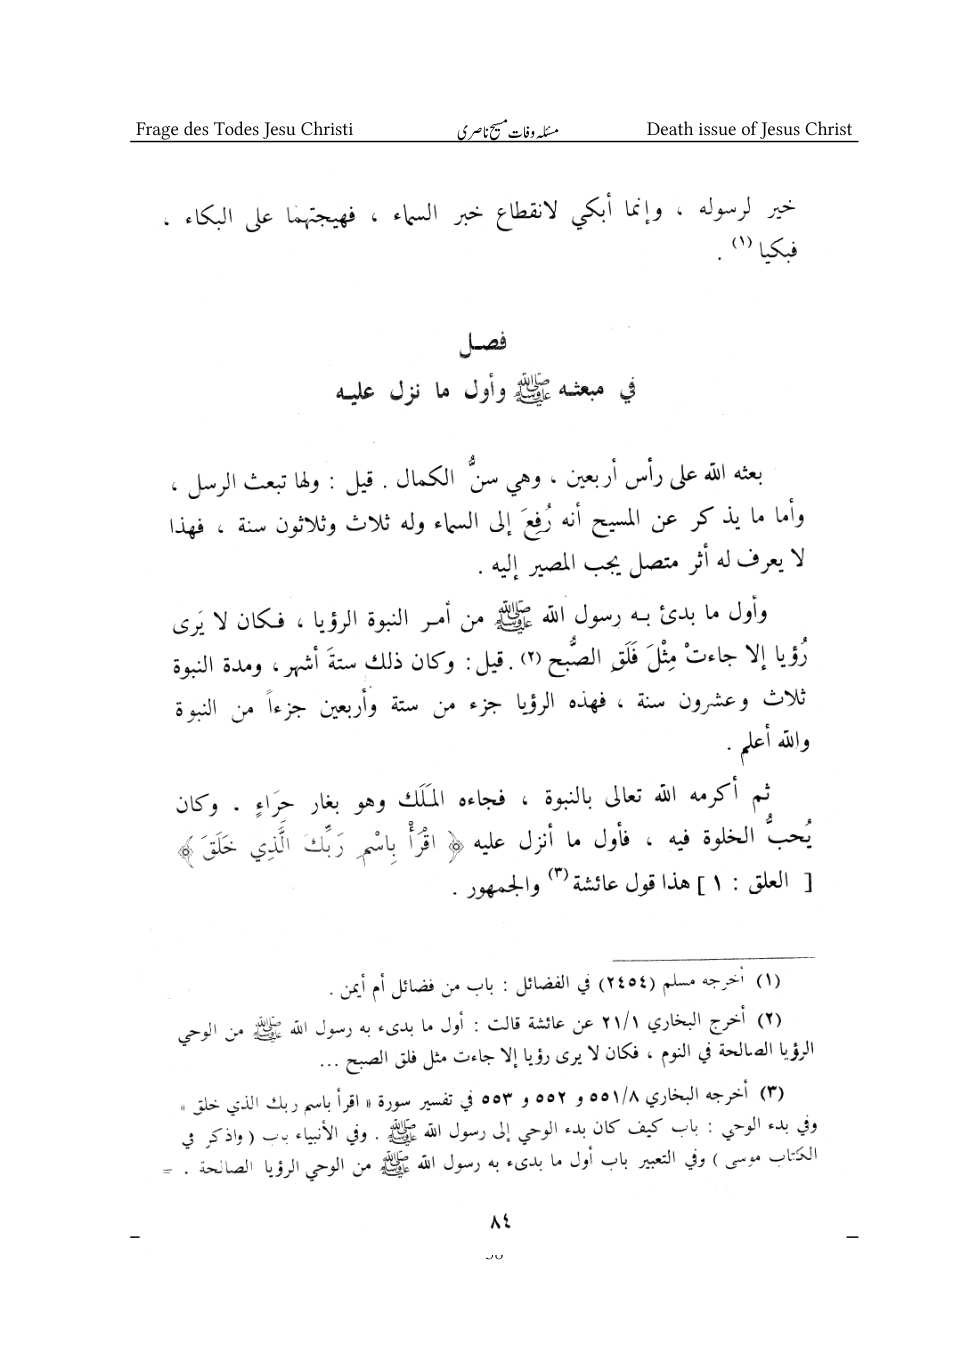 Frage des Todes Jesu Christi مسئلہ وفات مسیح ناصری Death issue of Jesus Christ
خير لرسوله ، وإنما أبكي لانقطاع خبر السماء ، فهيجتهما على البكاء .
فبكيا (١) .
فصـل
في مبعثـه ﷺ وأول ما نزل عليـه
بعثه الله على رأس أربعين ، وهي سنُّ الكمال . قيل : ولها تبعث الرسل ،
وأما ما يذكر عن المسيح أنه رُفِعَ إلى السماء وله ثلاث وثلاثون سنة ، فهذا
لا يعرف له أثر متصل يجب المصير إليه .
وأول ما بدئ بـه رسول الله ﷺ من أمـر النبوة الرؤيا ، فـكان لا يَرى
رُؤيا إلا جاءتْ مِثْلَ فَلَقِ الصُّبح (٢) . قيل : وكان ذلك ستةَ أشهر ، ومدة النبوة
ثلاث وعشرون سنة ، فهذه الرؤيا جزء من ستة وأربعين جزءاً من النبوة
والله أعلم .
ثم أكرمه الله تعالى بالنبوة ، فجاءه المَلَك وهو بغار حِرَاءٍ . وكان
يُحبُّ الخلوة فيه ، فأول ما أنزل عليه ﴿ اقْرَأْ بِاسْمِ رَبِّكَ الَّذِي خَلَقَ ﴾
[ العلق : ١ ] هذا قول عائشة (٣) والجمهور .
(١) أخرجه مسلم (٢٤٥٤) في الفضائل : باب من فضائل أم أيمن .
(٢) أخرج البخاري ٢١/١ عن عائشة قالت : أول ما بدىء به رسول الله ﷺ من الوحي
الرؤيا الصالحة في النوم ، فكان لا يرى رؤيا إلا جاءت مثل فلق الصبح ...
(٣) أخرجه البخاري ٥٥١/٨ و ٥٥٢ و ٥٥٣ في تفسير سورة « اقرأ باسم ربك الذي خلق »
وفي بدء الوحي : باب كيف كان بدء الوحي إلى رسول الله ﷺ . وفي الأنبياء باب ( واذكر في
الكتاب موسى ) وفي التعبير باب أول ما بدىء به رسول الله ﷺ من الوحي الرؤيا الصالحة . =
٨٤